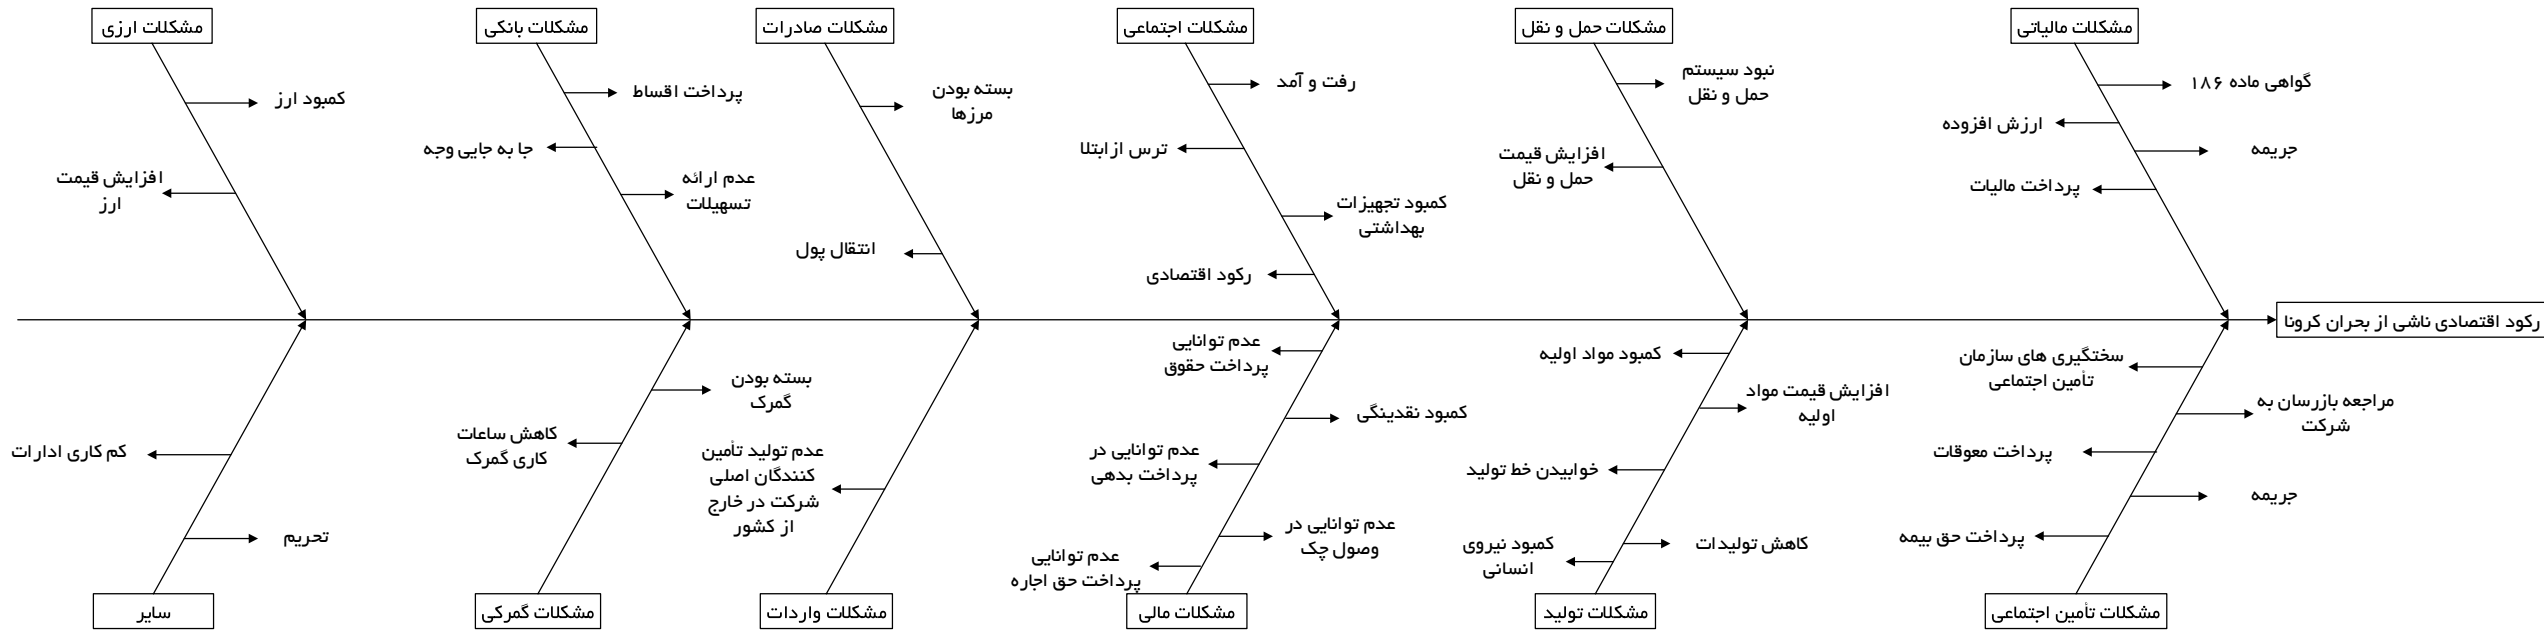 مشکلات مالیاتی
مشکلات حمل و نقل
مشکلات اجتماعی
مشکلات صادرات
مشکلات بانکی
مشکلات ارزی
گواهی ماده ۱۸۶
ارزش افزوده
جریمه
پرداخت مالیات
نبود سیستم
حمل و نقل
افزایش قیمت
حمل و نقل
رفت و آمد
ترس ازابتلا
کمبود تجهیزات
بهداشتی
رکود اقتصادی
بسته بودن
مرزها
انتقال پول
پرداخت اقساط
جا به جایی وجه
عدم ارائه
تسهیلات
کمبود ارز
افزایش قیمت
ارز
رکود اقتصادی ناشی از بحران کرونا
سختگیری های سازمان
تأمین اجتماعی
مراجعه بازرسان به
شرکت
پرداخت معوقات
جریمه
پرداخت حق بیمه
کمبود مواد اولیه
افزایش قیمت مواد
اولیه
خوابیدن خط تولید
کاهش تولیدات
کمبود نیروی
انسانی
عدم توانایی
پرداخت حقوق
کمبود نقدینگی
عدم توانایی در
پرداخت بدهی
عدم توانایی در
وصول چک
عدم توانایی
پرداخت حق اجاره
عدم تولید تأمین
کنندگان اصلی
شرکت در خارج
از کشور
بسته بودن
گمرک
کاهش ساعات
کاری گمرک
کم کاری ادارات
تحریم
مشکلات تأمین اجتماعی
مشکلات تولید
مشکلات مالی
مشکلات واردات
مشکلات گمرکی
سایر